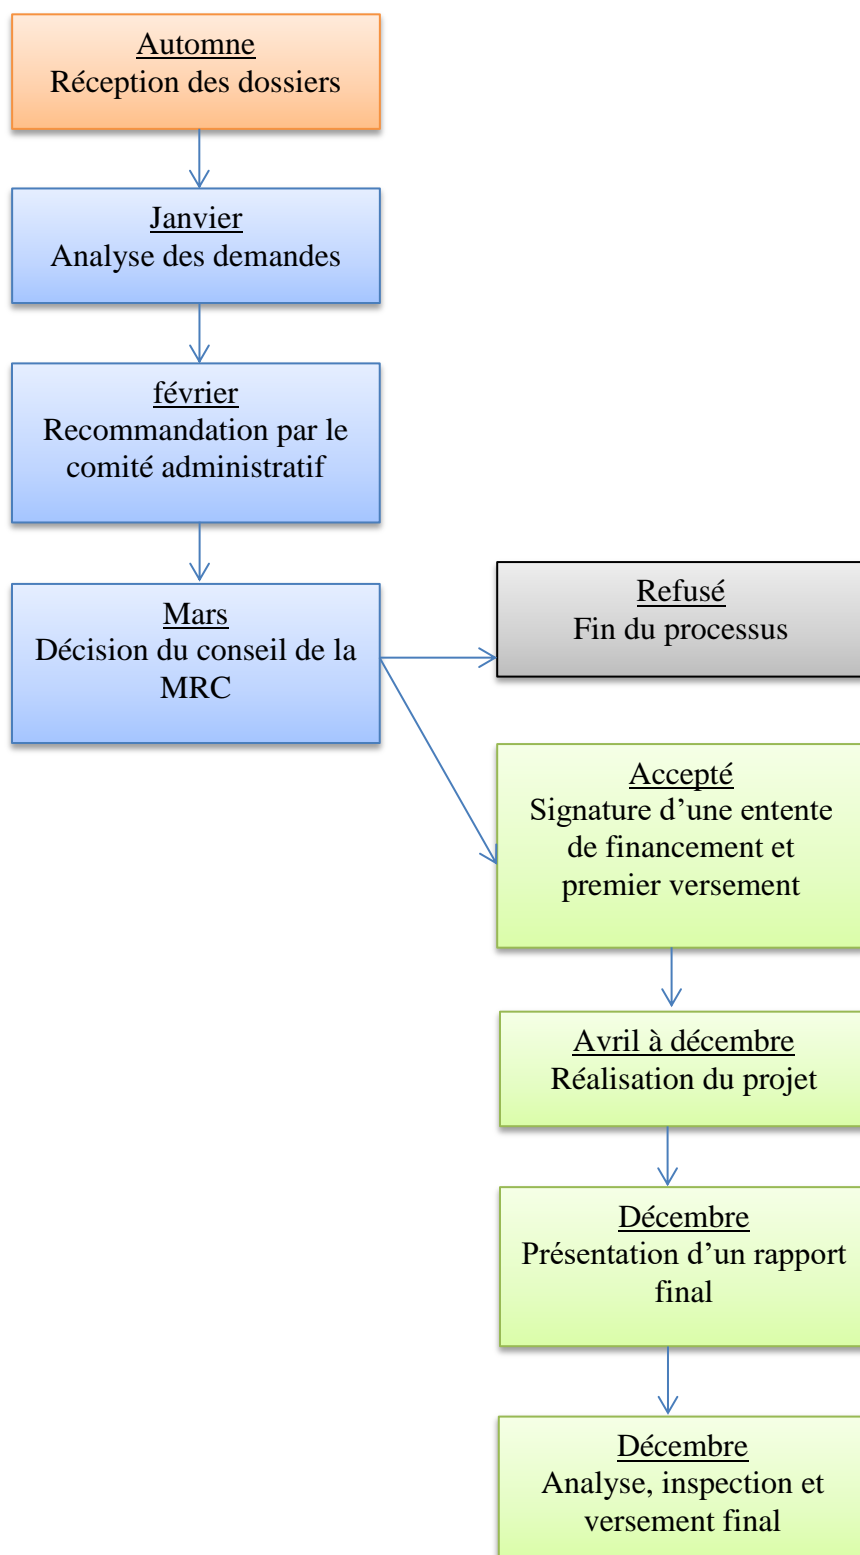 Automne
Réception des dossiers
Janvier
Analyse des demandes
février
Recommandation par le
comité administratif
Mars
Décision du conseil de la
MRC
Refusé
Fin du processus
Accepté
Signature d’une entente
de financement et
premier versement
Avril à décembre
Réalisation du projet
Décembre
Présentation d’un rapport
final
Décembre
Analyse, inspection et
versement final